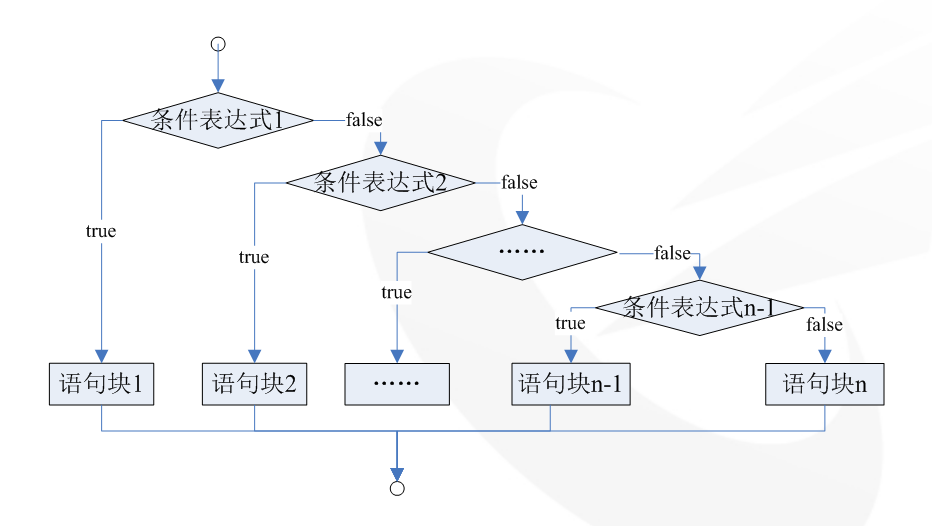 条件表达式1
false
条件表达式2
false
true
……
false
true
true
条件表达式n-1
true
false
语句块1
语句块2
……
语句块n-1
语句块n